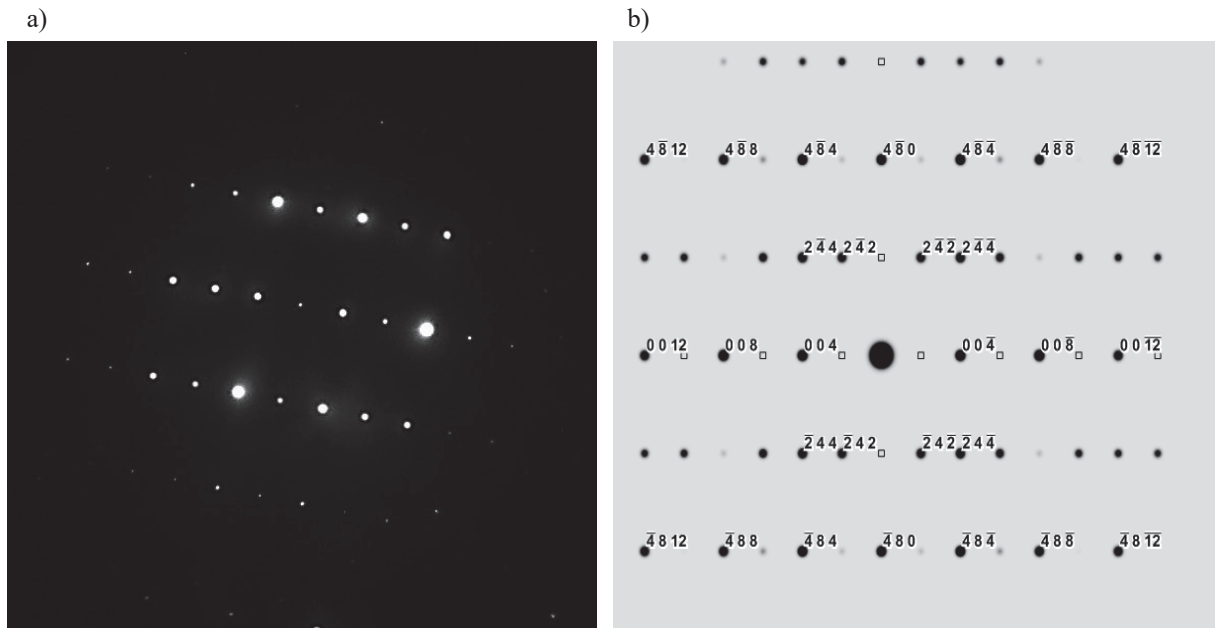 a) b)
4 8̄ 12 4 8̄ 8 4 8̄ 4 4 8̄ 0 4 8̄ 4̄ 4 8̄ 8̄ 4 8̄ 1̄2̄
2 4̄ 4 2 4̄ 2 2 4̄ 2̄ 2 4̄ 4̄
0 0 12 0 0 8 0 0 4 0 0 4̄ 0 0 8̄ 0 0 1̄2̄
2̄ 4 4 2̄ 4 2 2̄ 4 2̄ 2̄ 4 4̄
4̄ 8 12 4̄ 8 8 4̄ 8 4 4̄ 8 0 4̄ 8 4̄ 4̄ 8 8̄ 4̄ 8 1̄2̄